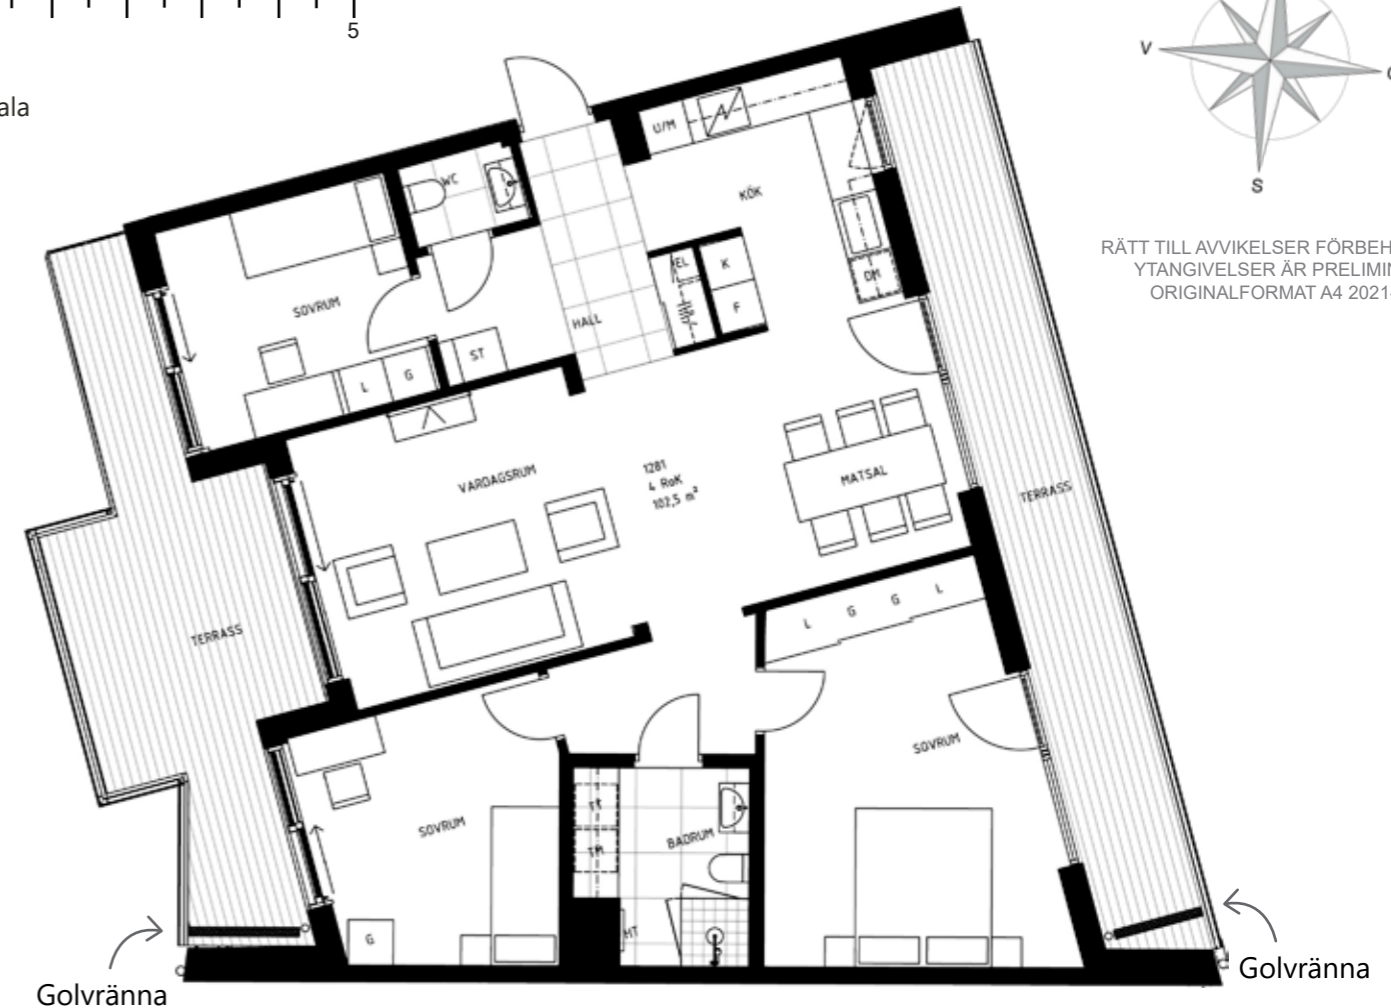 5
ala
V
S
RÄTT TILL AVVIKELSER FÖRBEH
YTANGIVELSER ÄR PRELIMIN
ORIGINALFORMAT A4 2021
U/M
WC
KÖK
EL
K
F
DM
SOVRUM
HALL
L G
ST
VARDAGSRUM
1281
4 RoK
102,5 m²
MATSAL
TERRASS
L G G L
TERRASS
SOVRUM
SOVRUM
TT
TM
BADRUM
G
HT
Golvränna
Golvränna